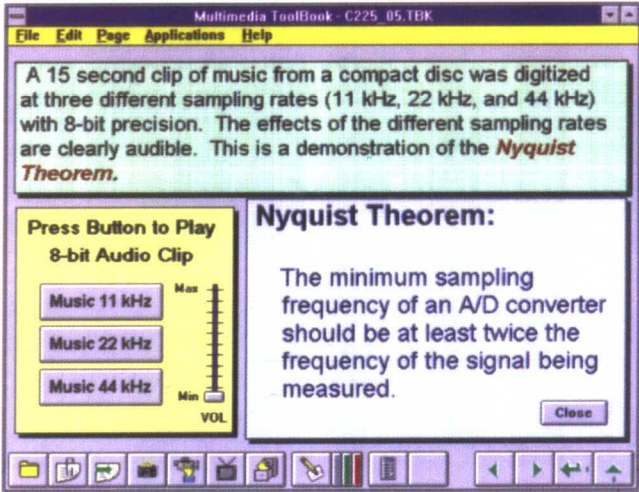 Multimedia ToolBook - C225_05.TBK
File Edit Page Applications Help
A 15 second clip of music from a compact disc was digitized
at three different sampling rates (11 kHz, 22 kHz, and 44 kHz)
with 8-bit precision. The effects of the different sampling rates
are clearly audible. This is a demonstration of the Nyquist
Theorem.
Press Button to Play
8-bit Audio Clip
Music 11 kHz
Music 22 kHz
Music 44 kHz
Max
Min
VOL
Nyquist Theorem:
The minimum sampling
frequency of an A/D converter
should be at least twice the
frequency of the signal being
measured.
Close